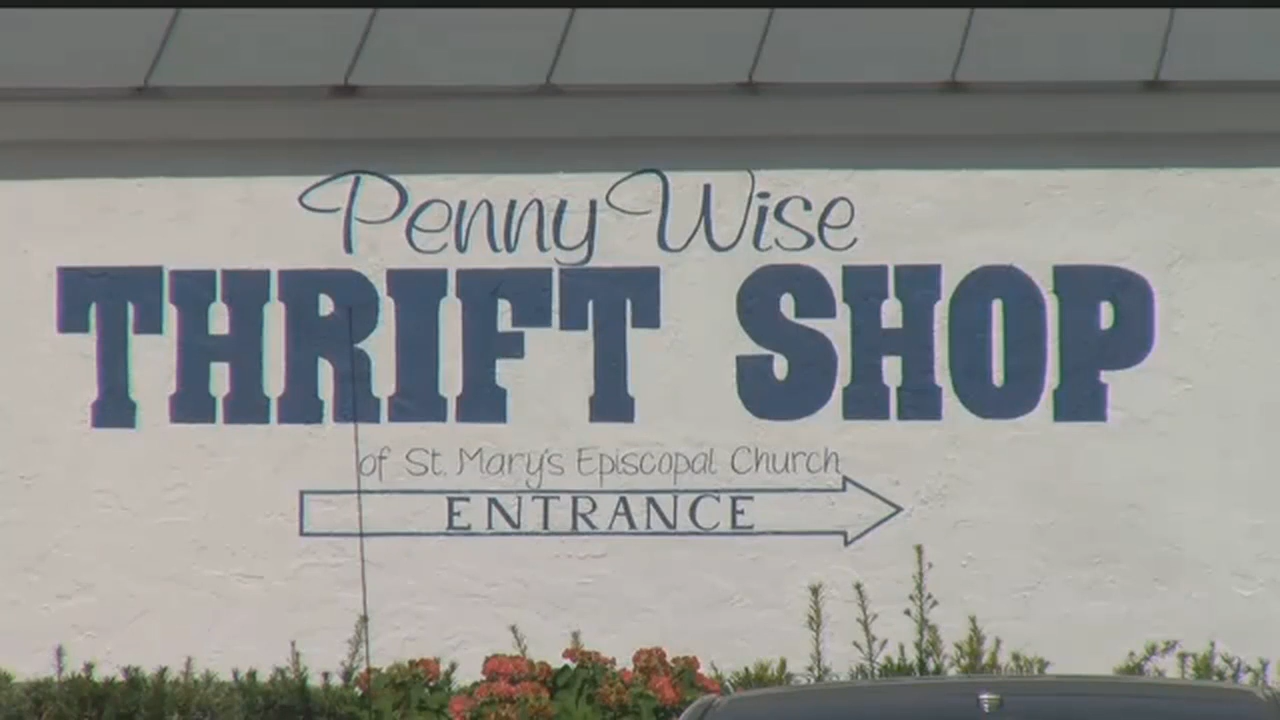 Penny Wise
THRIFT SHOP
of St. Mary's Episcopal Church
ENTRANCE